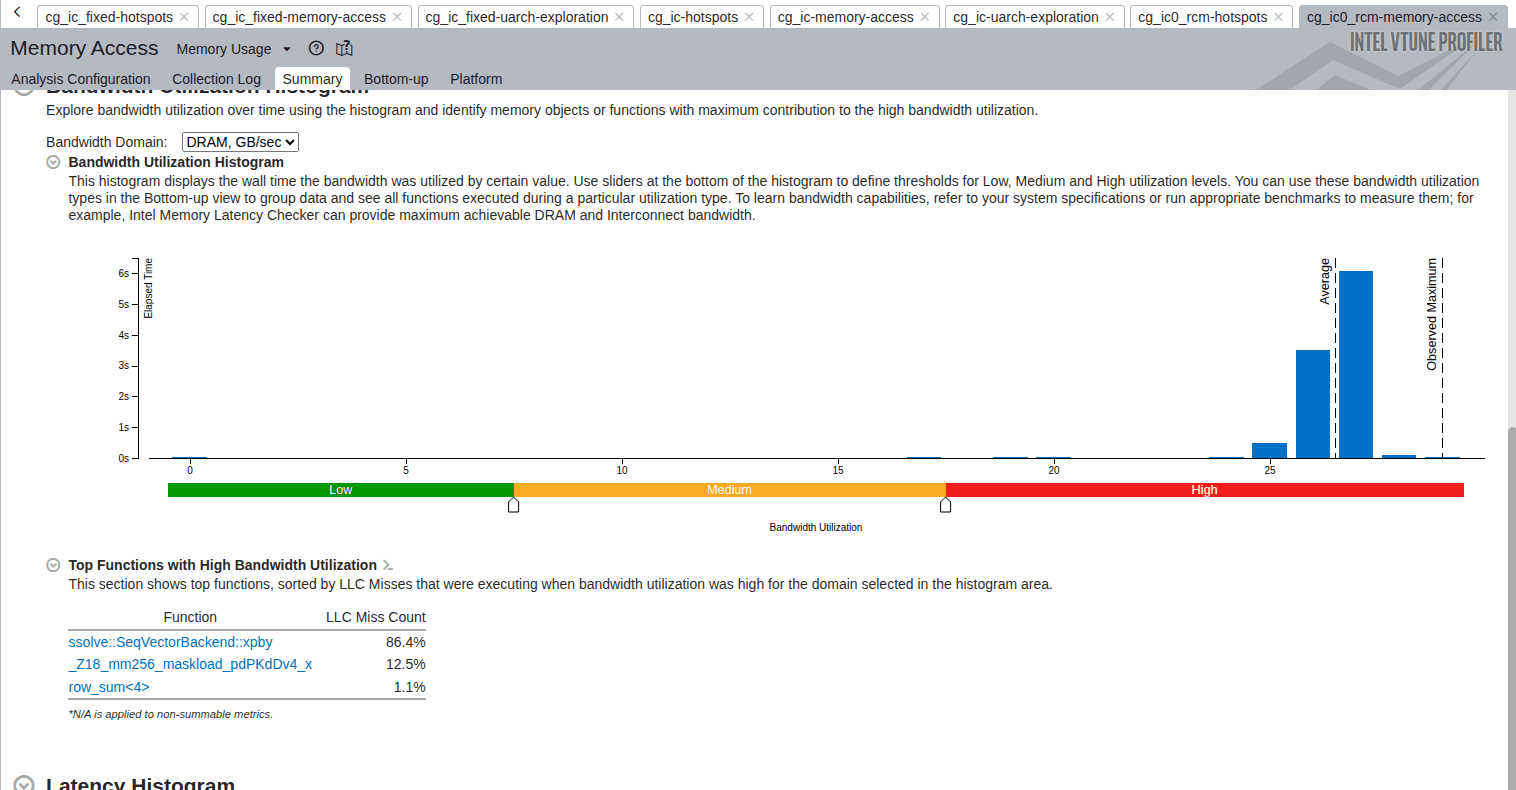 cg_ic_fixed-hotspots cg_ic_fixed-memory-access cg_ic_fixed-uarch-exploration cg_ic-hotspots cg_ic-memory-access cg_ic-uarch-exploration cg_ic0_rcm-hotspots cg_ic0_rcm-memory-access
Memory Access Memory Usage
INTEL VTUNE PROFILER
Analysis Configuration Collection Log Summary Bottom-up Platform
Bandwidth Utilization Histogram
Explore bandwidth utilization over time using the histogram and identify memory objects or functions with maximum contribution to the high bandwidth utilization.
Bandwidth Domain: DRAM, GB/sec
Bandwidth Utilization Histogram
This histogram displays the wall time the bandwidth was utilized by certain value. Use sliders at the bottom of the histogram to define thresholds for Low, Medium and High utilization levels. You can use these bandwidth utilization
types in the Bottom-up view to group data and see all functions executed during a particular utilization type. To learn bandwidth capabilities, refer to your system specifications or run appropriate benchmarks to measure them; for
example, Intel Memory Latency Checker can provide maximum achievable DRAM and Interconnect bandwidth.
Elapsed Time
6s
5s
4s
3s
2s
1s
0s
Average
Observed Maximum
0 5 10 15 20 25
Low Medium High
Bandwidth Utilization
Top Functions with High Bandwidth Utilization
This section shows top functions, sorted by LLC Misses that were executing when bandwidth utilization was high for the domain selected in the histogram area.
Function LLC Miss Count
ssolve::SeqVectorBackend::xpby 86.4%
_Z18_mm256_maskload_pdPKdDv4_x 12.5%
row_sum<4> 1.1%
*N/A is applied to non-summable metrics.
Latency Histogram